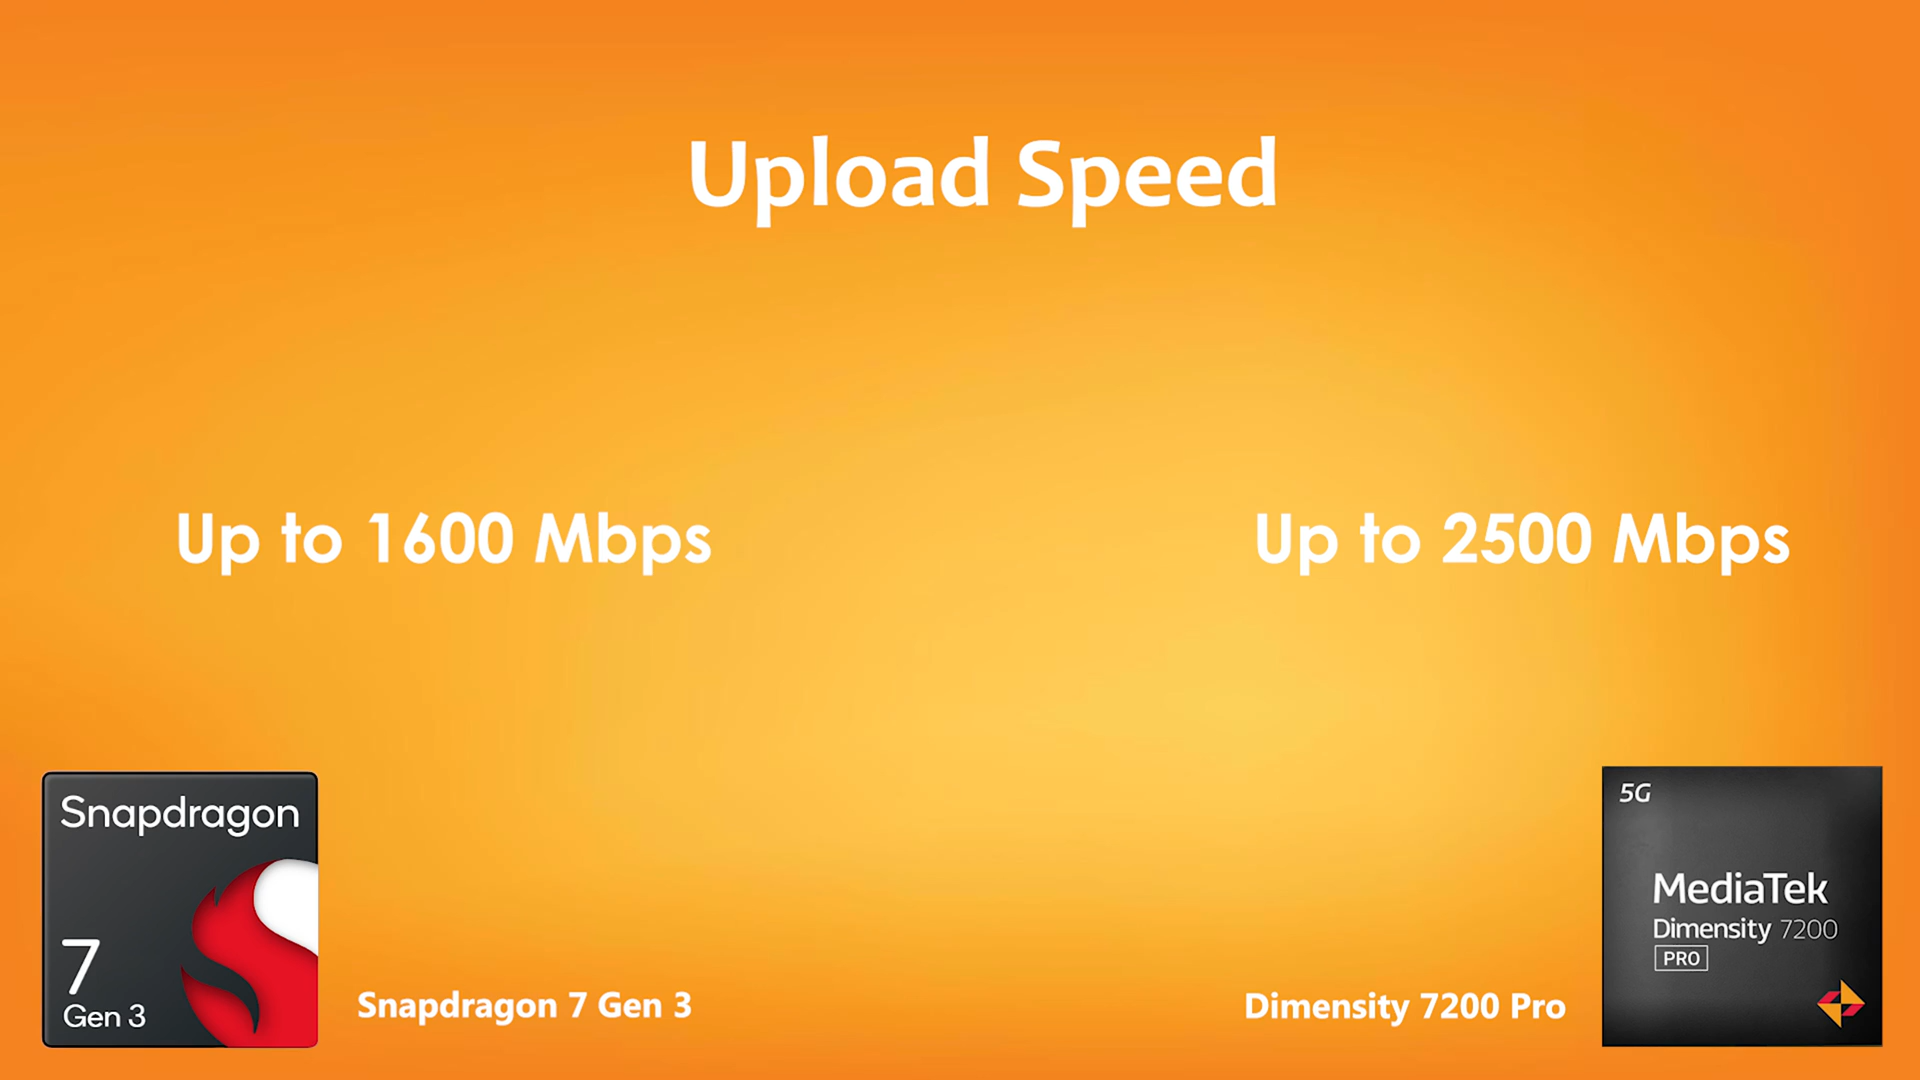 Upload Speed
Up to 1600 Mbps
Up to 2500 Mbps
Snapdragon
7
Gen 3
Snapdragon 7 Gen 3
Dimensity 7200 Pro
5G
MediaTek
Dimensity 7200
PRO